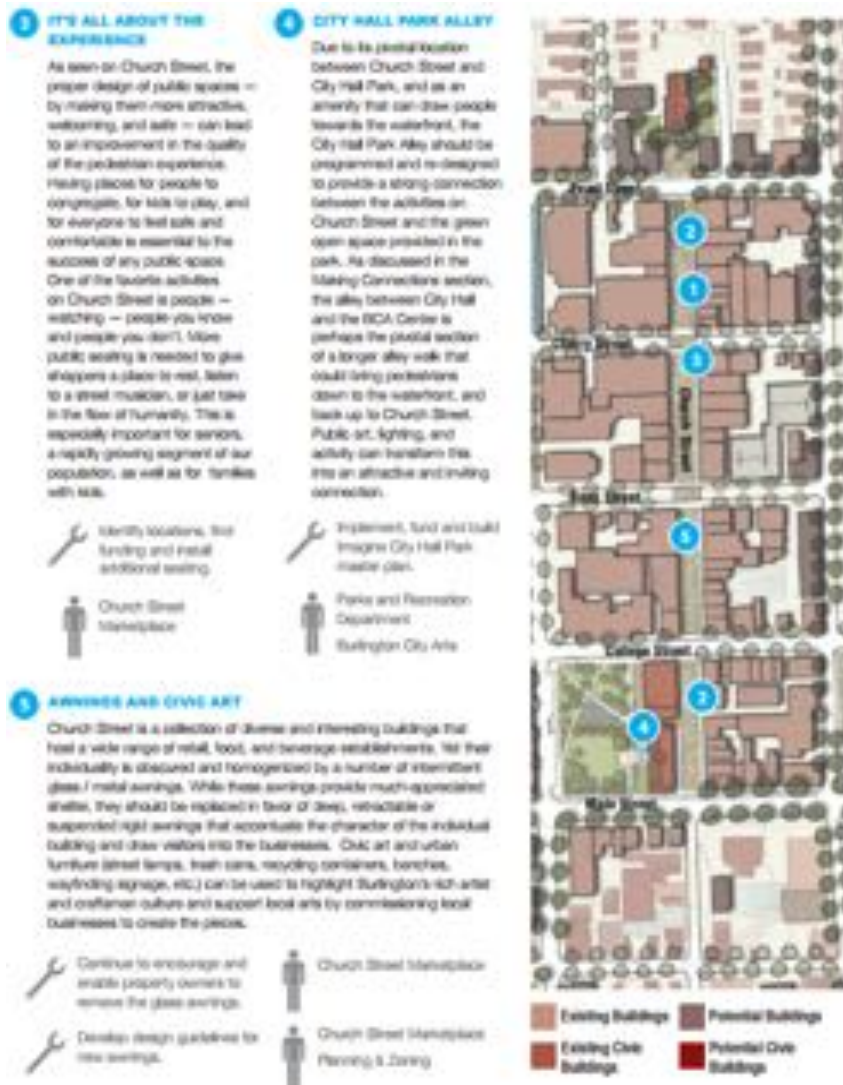 3 IT'S ALL ABOUT THE
EXPERIENCE
As seen on Church Street, the
proper design of public spaces —
by making them more attractive,
welcoming, and safe — can lead
to an improvement in the quality
of the pedestrian experience.
Having places for people to
congregate, for kids to play, and
for everyone to feel safe and
comfortable is essential to the
success of any public space.
One of the favorite activities
on Church Street is people —
watching — people you know
and people you don't. More
public seating is needed to give
shoppers a place to rest, listen
to a street musician, or just take
in the flow of humanity. This is
especially important for seniors,
a rapidly growing segment of our
population, as well as for families
with kids.
Identify locations, find
funding and install
additional seating.
Church Street
Marketplace
4 CITY HALL PARK ALLEY
Due to its pivotal location
between Church Street and
City Hall Park, and as an
amenity that can draw people
towards the waterfront, the
City Hall Park Alley should be
programmed and re-designed
to provide a strong connection
between the activities on
Church Street and the green
open space provided in the
park. As discussed in the
Making Connections section,
the alley between City Hall
and the BCA Center is
perhaps the pivotal section
of a longer alley walk that
could bring pedestrians
down to the waterfront, and
back up to Church Street.
Public art, lighting, and
activity can transform this
into an attractive and inviting
connection.
Implement, fund and build
Imagine City Hall Park
master plan.
Parks and Recreation
Department
Burlington City Arts
5 AWNINGS AND CIVIC ART
Church Street is a collection of diverse and interesting buildings that
host a wide range of retail, food, and beverage establishments. Yet their
individuality is obscured and homogenized by a number of intermittent
glass / metal awnings. While these awnings provide much-appreciated
shelter, they should be replaced in favor of deep, retractable or
suspended rigid awnings that accentuate the character of the individual
building and draw visitors into the businesses. Civic art and urban
furniture (street lamps, trash cans, recycling containers, benches,
wayfinding signage, etc.) can be used to highlight Burlington's rich artist
and craftsman culture and support local arts by commissioning local
businesses to create the pieces.
Continue to encourage and
enable property owners to
remove the glass awnings.
Church Street Marketplace
Develop design guidelines for
new awnings.
Church Street Marketplace
Planning & Zoning
2
1
Cherry Street
3
Church Street
Bank Street
5
College Street
4
Main Street
Existing Buildings
Potential Buildings
Existing Civic
Buildings
Potential Civic
Buildings